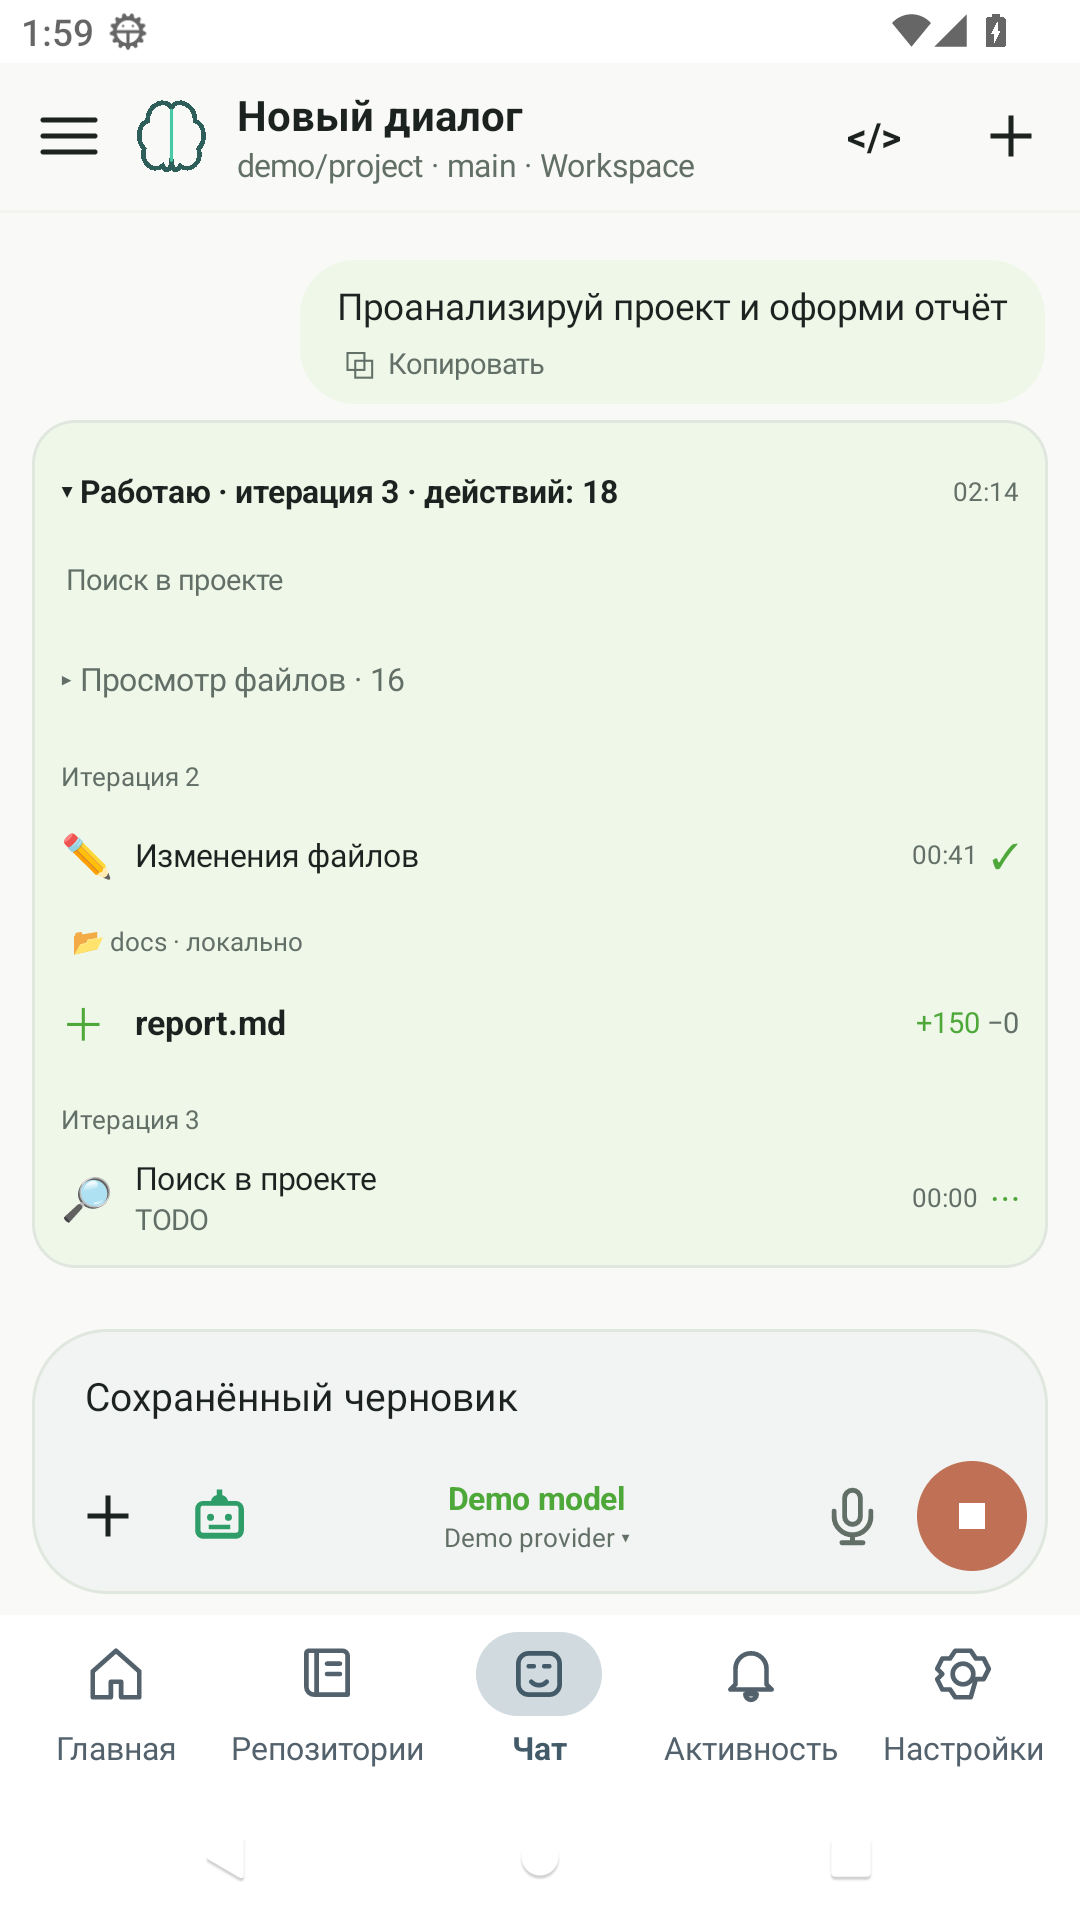 1:59
Новый диалог
demo/project · main · Workspace
</>
Проанализируй проект и оформи отчёт
Копировать
▾ Работаю · итерация 3 · действий: 18 02:14
Поиск в проекте
▸ Просмотр файлов · 16
Итерация 2
Изменения файлов 00:41 ✓
docs · локально
+ report.md +150 −0
Итерация 3
Поиск в проекте 00:00 ···
TODO
Сохранённый черновик
Demo model
Demo provider ▾
Главная Репозитории Чат Активность Настройки